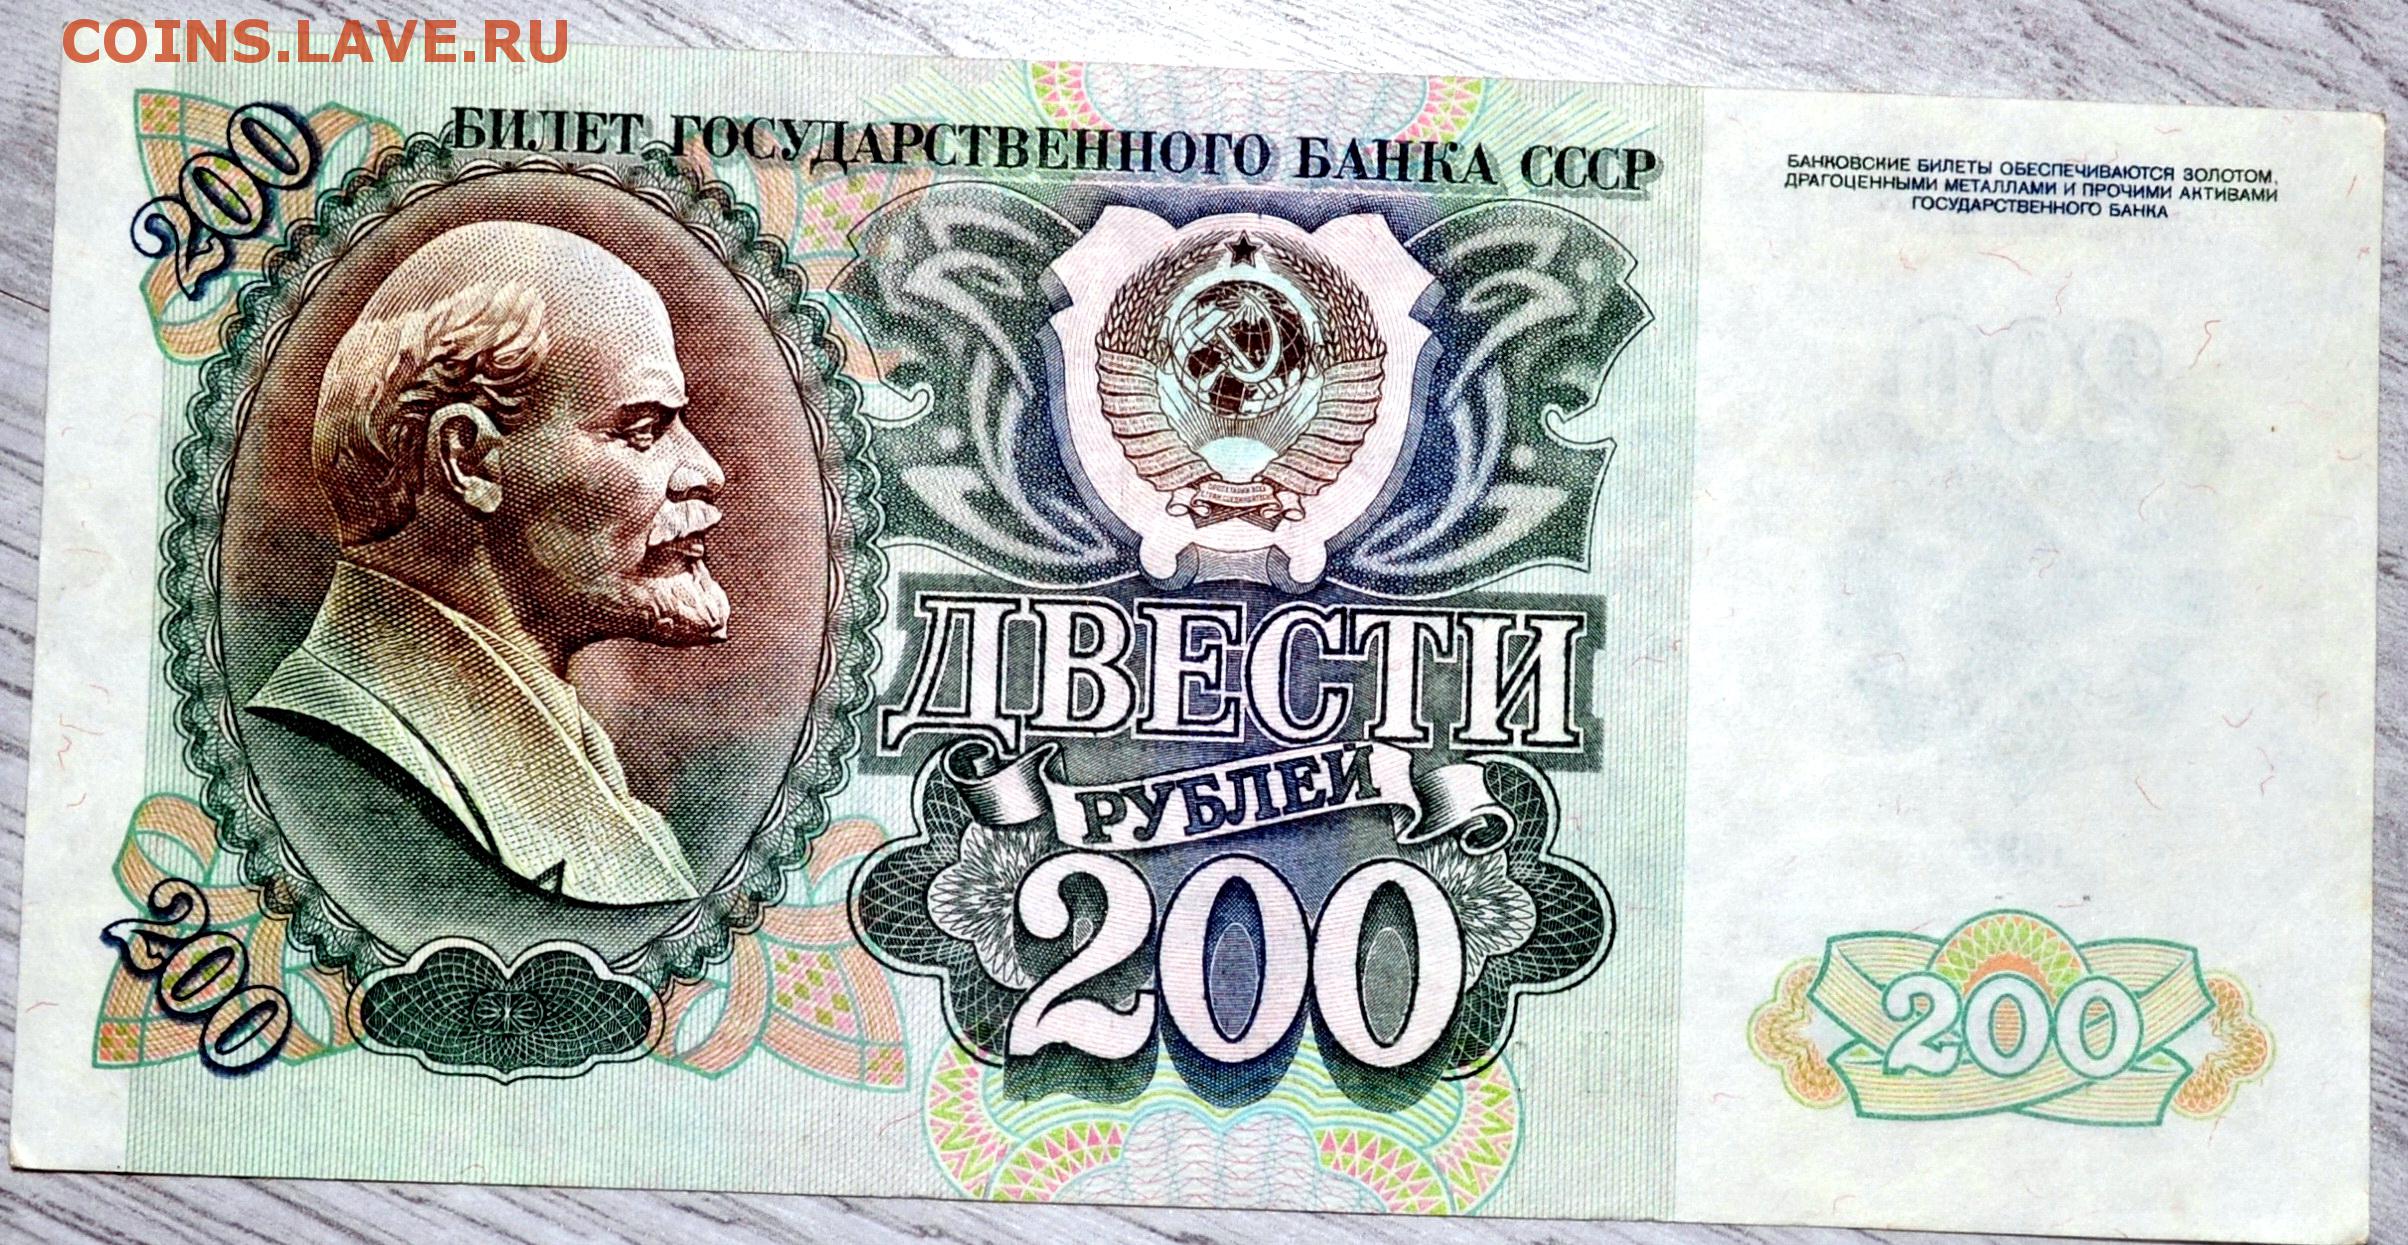 COINS.LAVE.RU
БИЛЕТ ГОСУДАРСТВЕННОГО БАНКА СССР
БАНКОВСКИЕ БИЛЕТЫ ОБЕСПЕЧИВАЮТСЯ ЗОЛОТОМ,
ДРАГОЦЕННЫМИ МЕТАЛЛАМИ И ПРОЧИМИ АКТИВАМИ
ГОСУДАРСТВЕННОГО БАНКА
200
ДВЕСТИ
РУБЛЕЙ
200
200
200